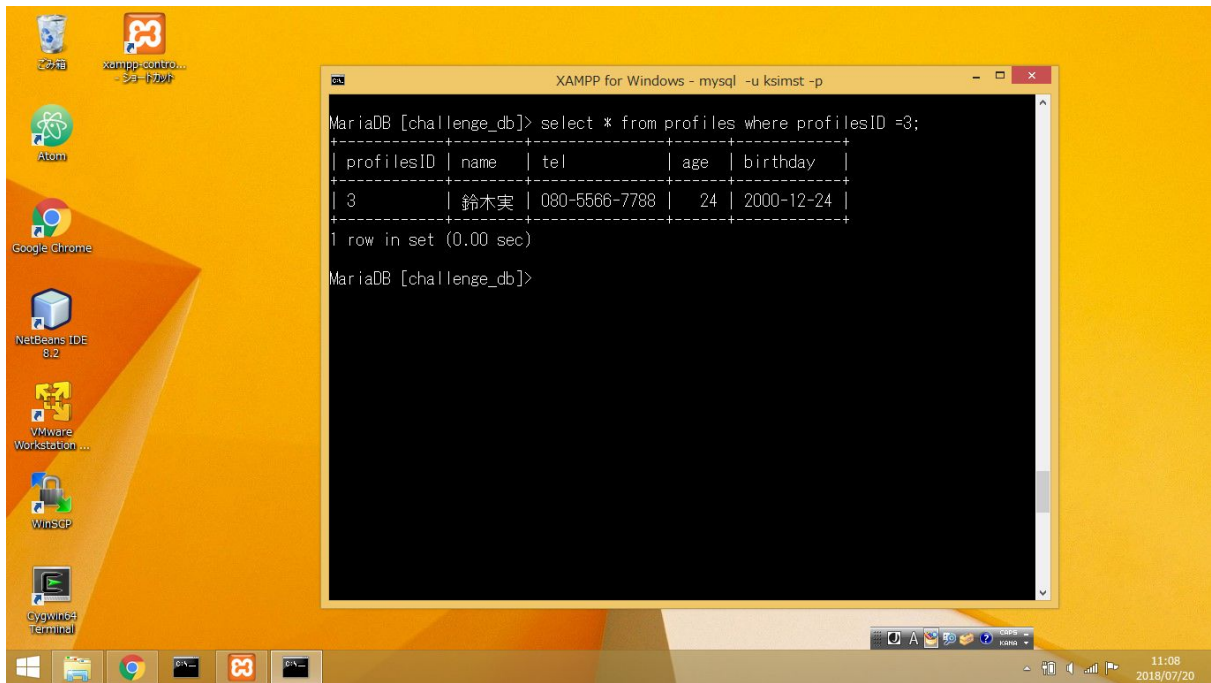 ごみ箱
xampp-contro...
- ショートカット
Atom
Google Chrome
NetBeans IDE
8.2
VMware
Workstation ...
WinSCP
Cygwin64
Terminal
XAMPP for Windows - mysql -u ksimst -p
MariaDB [challenge_db]> select * from profiles where profilesID =3;
+-------------+--------+---------------+------+------------+
| profilesID | name | tel | age | birthday |
+-------------+--------+---------------+------+------------+
| 3 | 鈴木実 | 080-5566-7788 | 24 | 2000-12-24 |
+-------------+--------+---------------+------+------------+
1 row in set (0.00 sec)
MariaDB [challenge_db]>
A
CAPS
KANA
11:08
2018/07/20